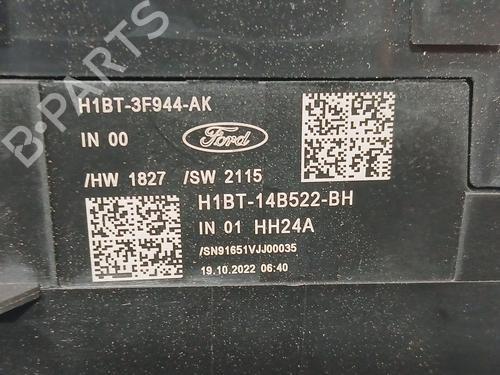 H1BT-3F944-AK
IN 00
Ford
/HW 1827 /SW 2115
H1BT-14B522-BH
IN 01 HH24A
/SN91651VJJ00035
19.10.2022 06:40
B-PARTS